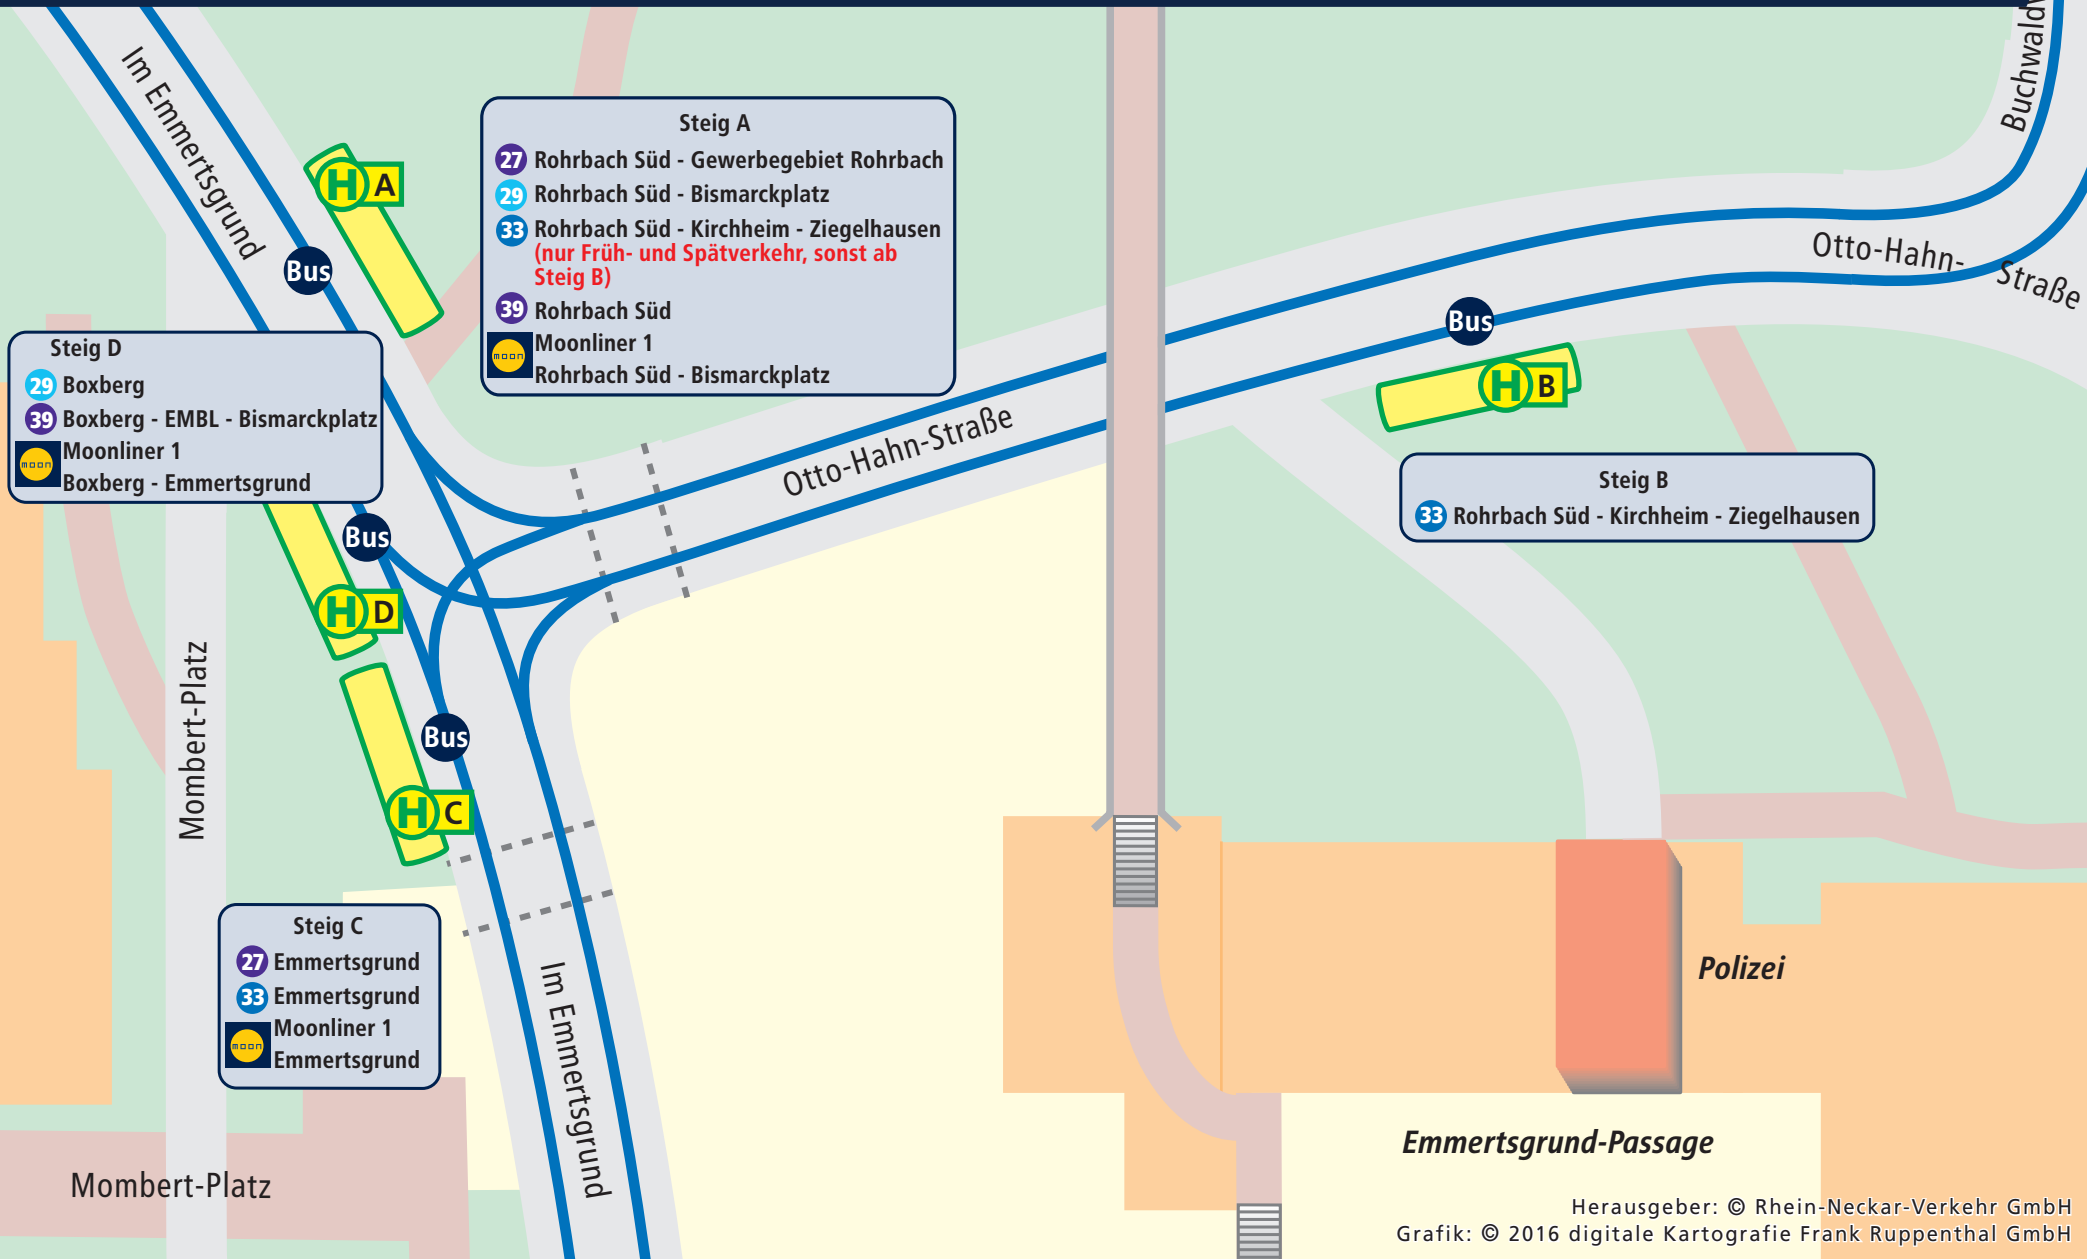 Im Emmertsgrund
Buchwald
H A
Bus
Steig A
27 Rohrbach Süd - Gewerbegebiet Rohrbach
29 Rohrbach Süd - Bismarckplatz
33 Rohrbach Süd - Kirchheim - Ziegelhausen
(nur Früh- und Spätverkehr, sonst ab
Steig B)
39 Rohrbach Süd
moon Moonliner 1
Rohrbach Süd - Bismarckplatz
Otto-Hahn-
Straße
Bus
H B
Steig D
29 Boxberg
39 Boxberg - EMBL - Bismarckplatz
moon Moonliner 1
Boxberg - Emmertsgrund
Otto-Hahn-Straße
Steig B
33 Rohrbach Süd - Kirchheim - Ziegelhausen
Bus
H D
Mombert-Platz
Bus
H C
Steig C
27 Emmertsgrund
33 Emmertsgrund
moon Moonliner 1
Emmertsgrund
Im Emmertsgrund
Polizei
Emmertsgrund-Passage
Mombert-Platz
Herausgeber: © Rhein-Neckar-Verkehr GmbH
Grafik: © 2016 digitale Kartografie Frank Ruppenthal GmbH